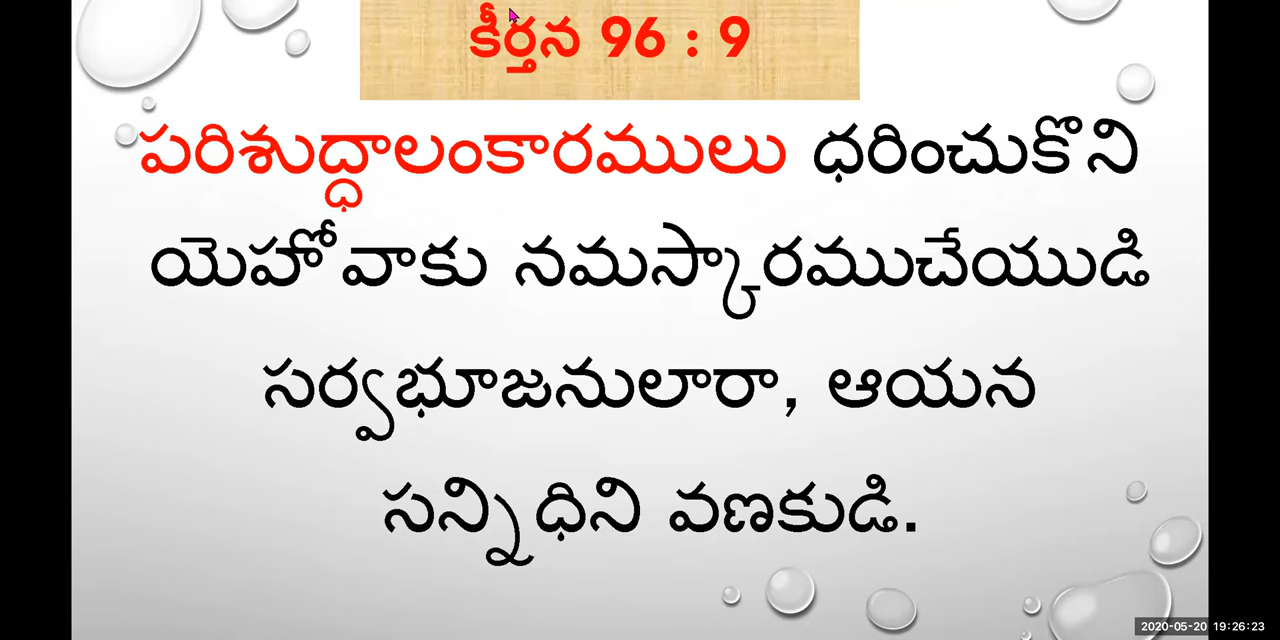 కీర్తన 96 : 9
పరిశుద్ధాలంకారములు ధరించుకొని
యెహోవాకు నమస్కారముచేయుడి
సర్వభూజనులారా, ఆయన
సన్నిధిని వణకుడి.
2020-05-20 19:26:23